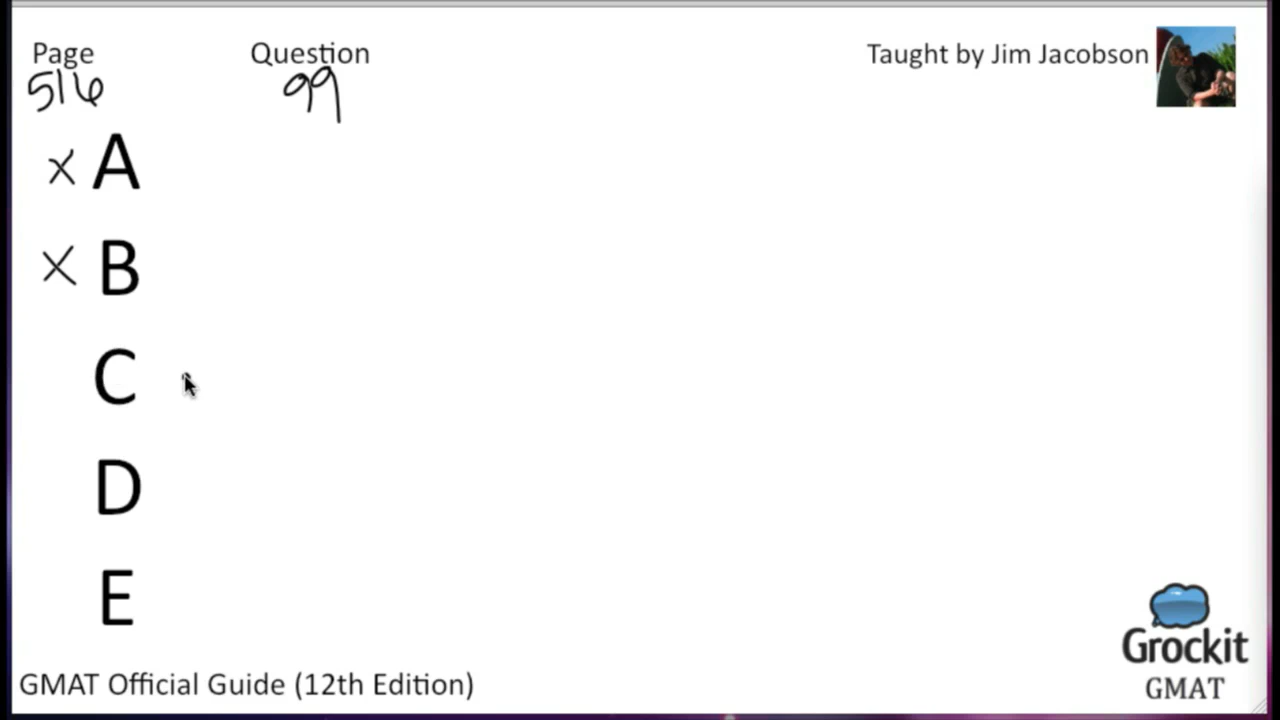 Page Question Taught by Jim Jacobson
516 99
x A
x B
C
D
E
Grockit
GMAT
GMAT Official Guide (12th Edition)